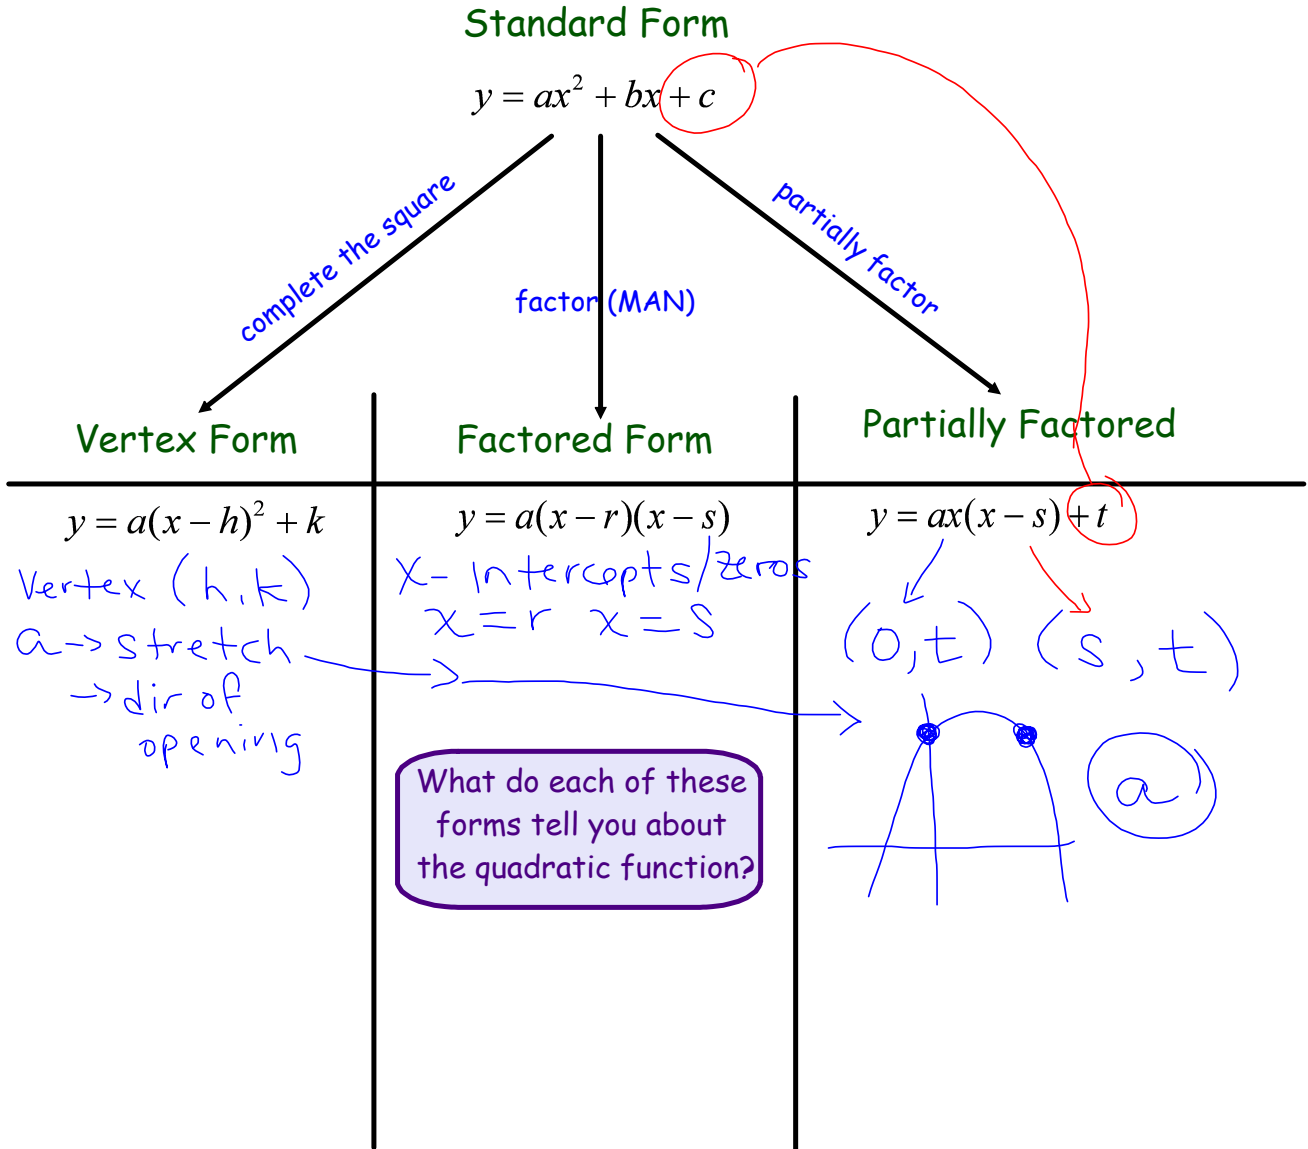 Standard Form
y = ax² + bx + c
complete the square
partially factor
factor (MAN)
Vertex Form
Factored Form
Partially Factored
y = a(x − h)² + k
y = a(x − r)(x − s)
y = ax(x − s) + t
Vertex (h, k)
a → stretch
→ dir of
opening
x- intercepts/zeros
x = r x = s
(0, t) (s, t)
a
What do each of these
forms tell you about
the quadratic function?